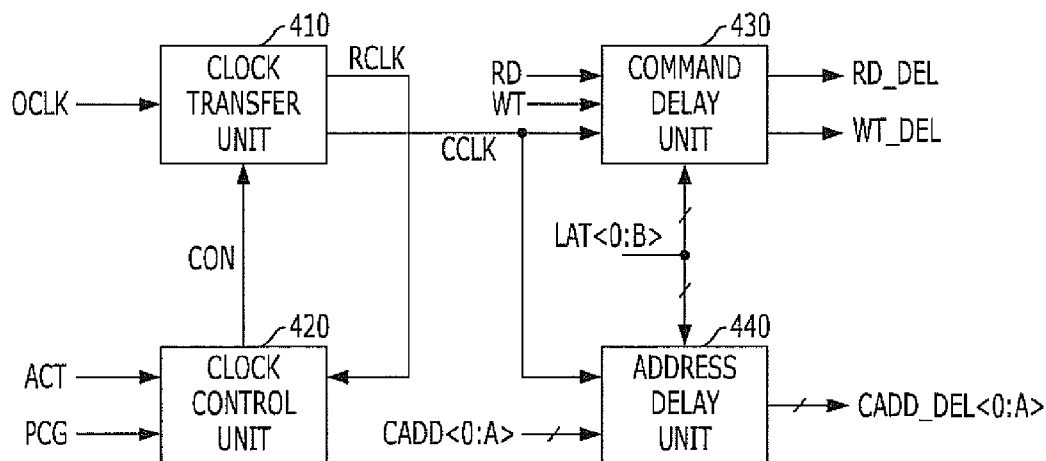 410
CLOCK
TRANSFER
UNIT
OCLK
RCLK
CCLK
430
COMMAND
DELAY
UNIT
RD
WT
RD_DEL
WT_DEL
CON
LAT<0:B>
420
CLOCK
CONTROL
UNIT
ACT
PCG
440
ADDRESS
DELAY
UNIT
CADD<0:A>
CADD_DEL<0:A>